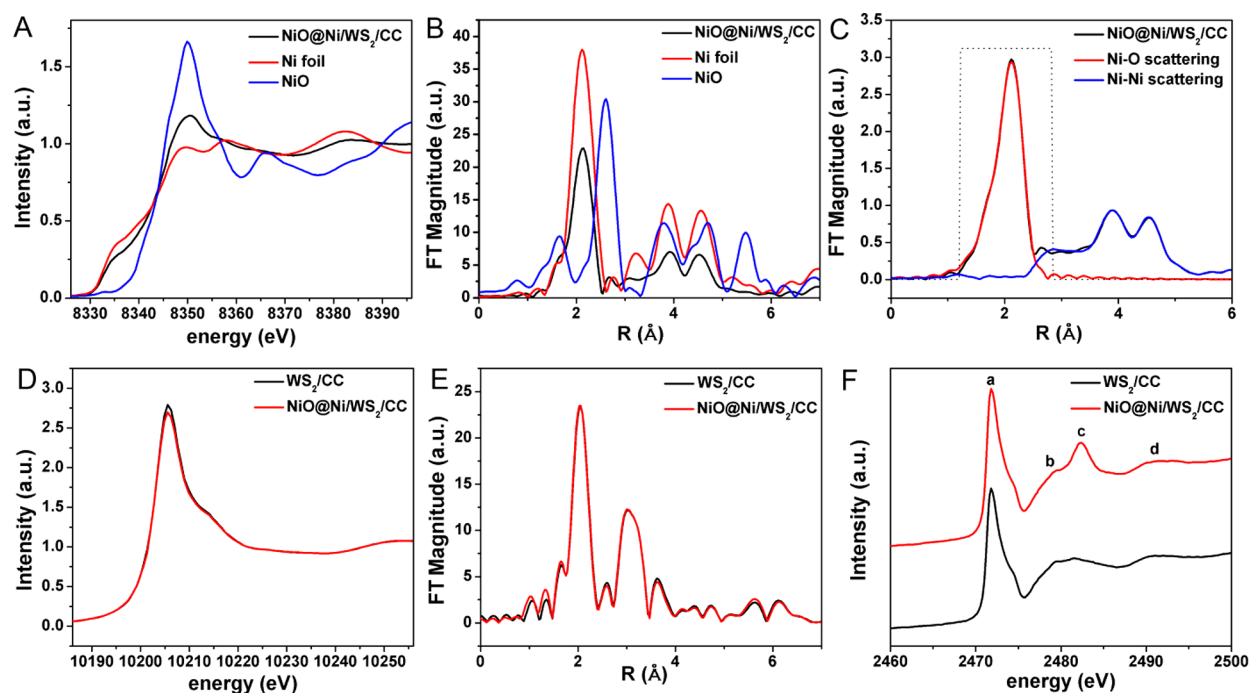 A
NiO@Ni/WS2/CC
Ni foil
NiO
Intensity (a.u.)
1.5
1.0
0.5
0.0
8330 8340 8350 8360 8370 8380 8390
energy (eV)
B
NiO@Ni/WS2/CC
Ni foil
NiO
FT Magnitude (a.u.)
40
35
30
25
20
15
10
5
0
0 2 4 6
R (Å)
C
NiO@Ni/WS2/CC
Ni-O scattering
Ni-Ni scattering
FT Magnitude (a.u.)
3.5
3.0
2.5
2.0
1.5
1.0
0.5
0.0
0 1 2 3 4 5 6
R (Å)
D
WS2/CC
NiO@Ni/WS2/CC
Intensity (a.u.)
3.0
2.5
2.0
1.5
1.0
0.5
0.0
10190 10200 10210 10220 10230 10240 10250
energy (eV)
E
WS2/CC
NiO@Ni/WS2/CC
FT Magnitude (a.u.)
25
20
15
10
5
0
0 2 4 6
R (Å)
F
WS2/CC
NiO@Ni/WS2/CC
a
b
c
d
Intensity (a.u.)
2460 2470 2480 2490 2500
energy (eV)